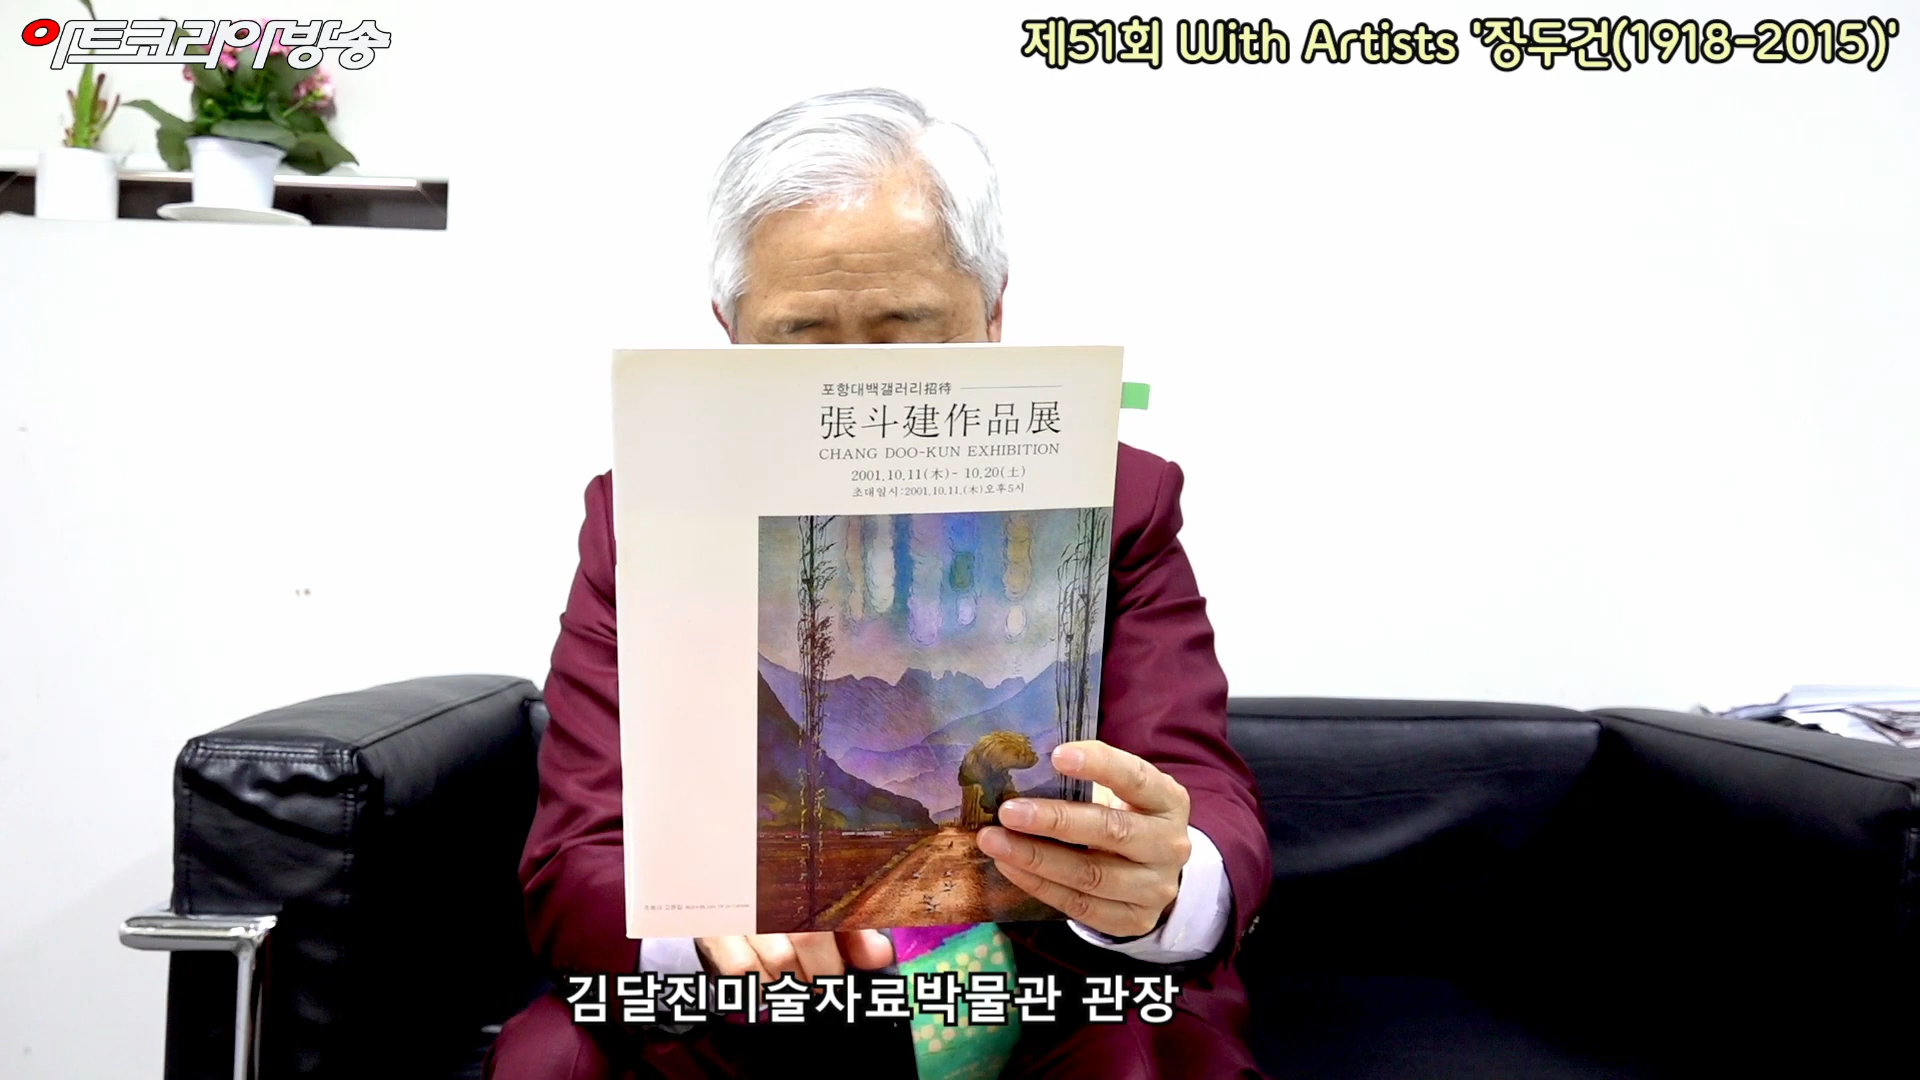 아트코리아방송
제51회 With Artists '장두건(1918-2015)'
포항대백갤러리招待
張斗建作品展
CHANG DOO-KUN EXHIBITION
2001.10.11(木)- 10.20(土)
초대일시:2001.10.11.(木)오후5시
김달진미술자료박물관 관장